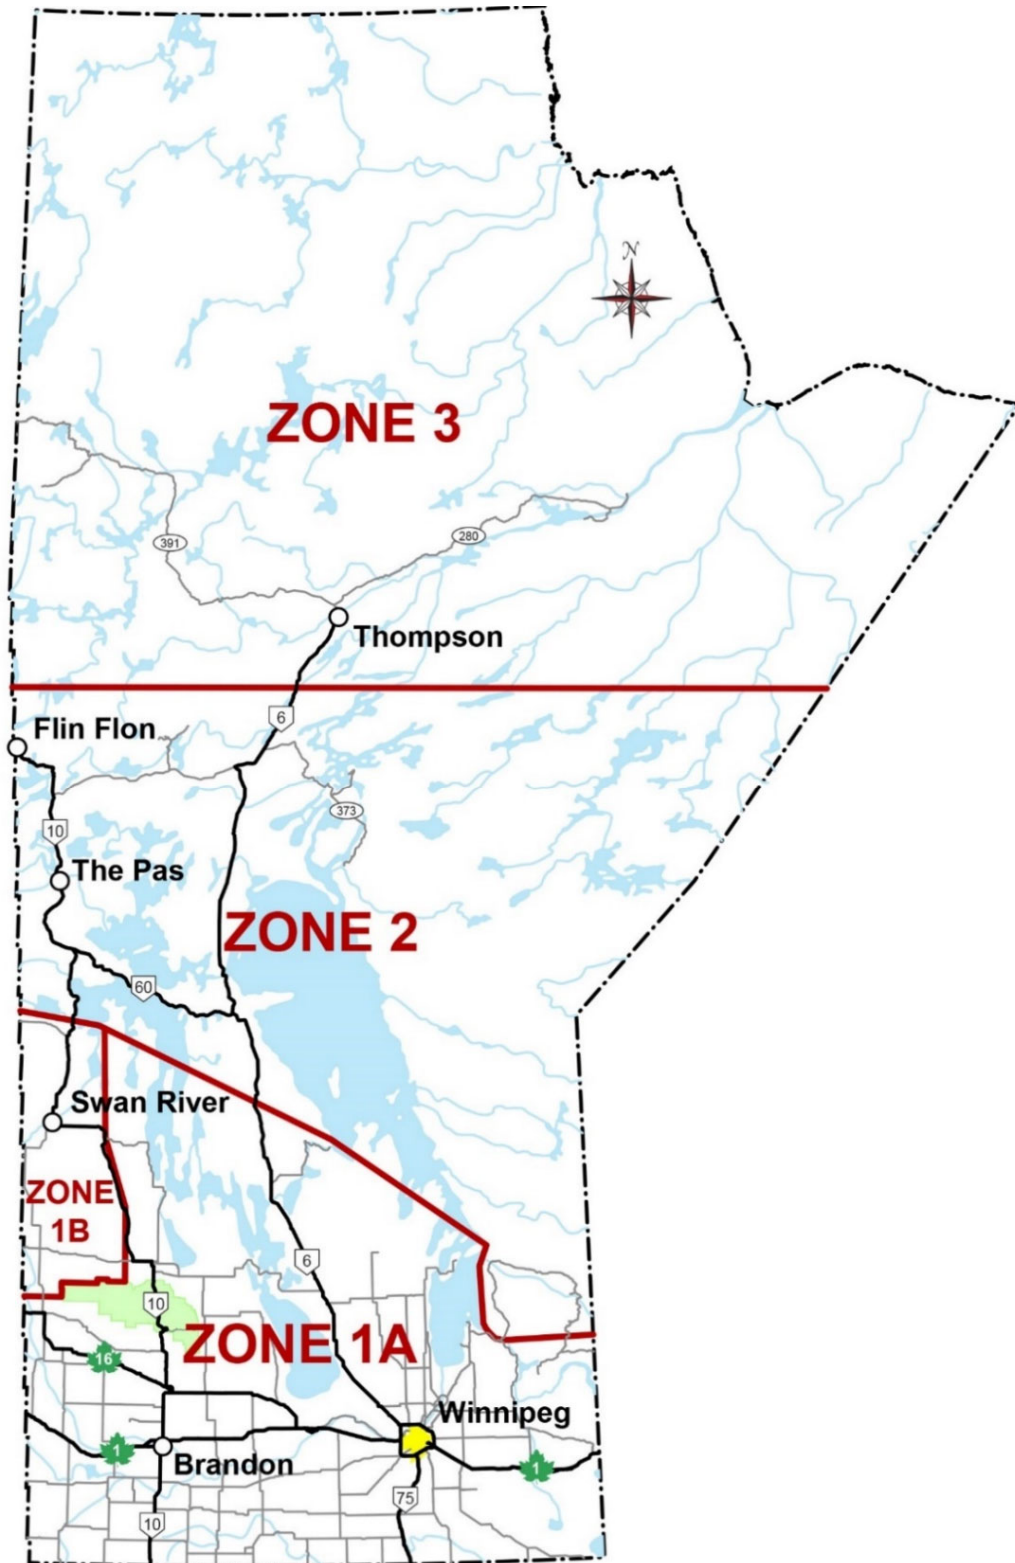 N
ZONE 3
391
280
Thompson
6
Flin Flon
10
373
The Pas
ZONE 2
60
Swan River
ZONE
1B
6
10
ZONE 1A
16
Winnipeg
1
Brandon
1
75
10